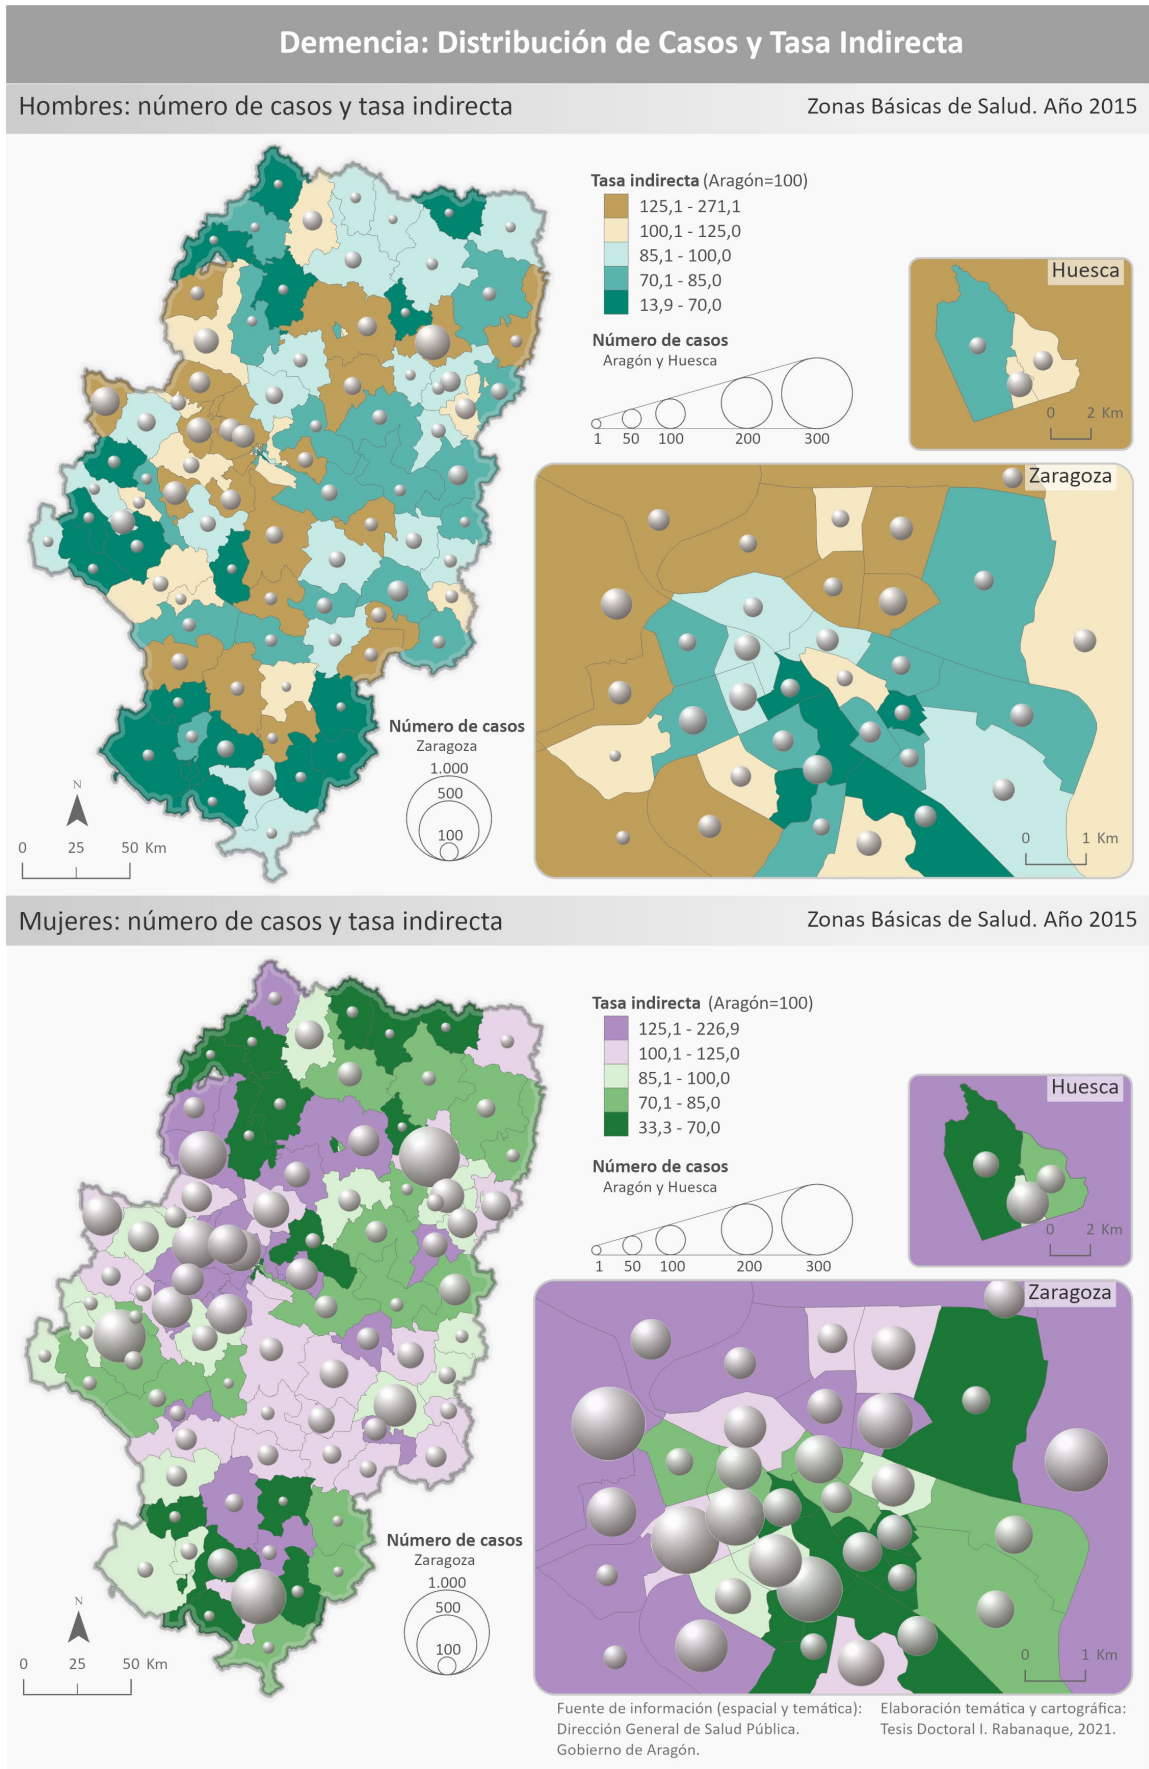 Demencia: Distribución de Casos y Tasa Indirecta
Hombres: número de casos y tasa indirecta
Zonas Básicas de Salud. Año 2015
Tasa indirecta (Aragón=100)
125,1 - 271,1
100,1 - 125,0
85,1 - 100,0
70,1 - 85,0
13,9 - 70,0
Número de casos
Aragón y Huesca
1 50 100 200 300
Huesca
0 2 Km
Zaragoza
0 1 Km
Número de casos
Zaragoza
1.000
500
100
N
0 25 50 Km
Mujeres: número de casos y tasa indirecta
Zonas Básicas de Salud. Año 2015
Tasa indirecta (Aragón=100)
125,1 - 226,9
100,1 - 125,0
85,1 - 100,0
70,1 - 85,0
33,3 - 70,0
Número de casos
Aragón y Huesca
1 50 100 200 300
Huesca
0 2 Km
Zaragoza
0 1 Km
Número de casos
Zaragoza
1.000
500
100
N
0 25 50 Km
Fuente de información (espacial y temática):
Dirección General de Salud Pública.
Gobierno de Aragón.
Elaboración temática y cartográfica:
Tesis Doctoral I. Rabanaque, 2021.